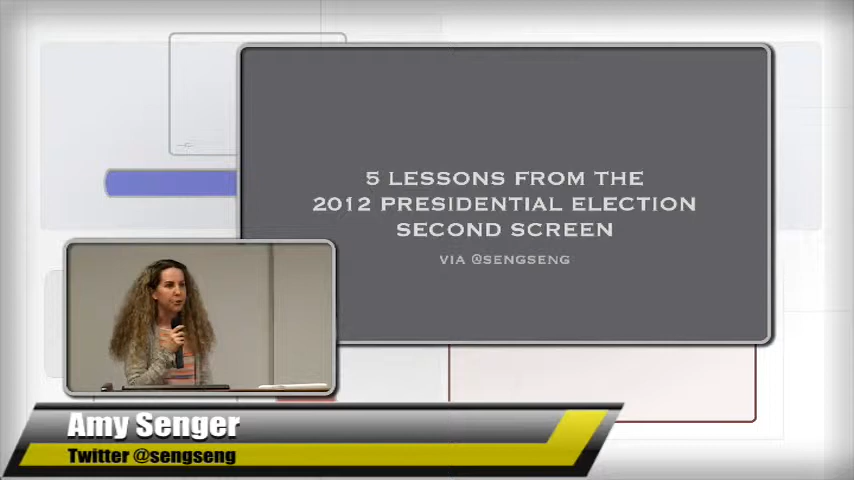 5 LESSONS FROM THE
2012 PRESIDENTIAL ELECTION
SECOND SCREEN
VIA @SENGSENG
Amy Senger
Twitter @sengseng